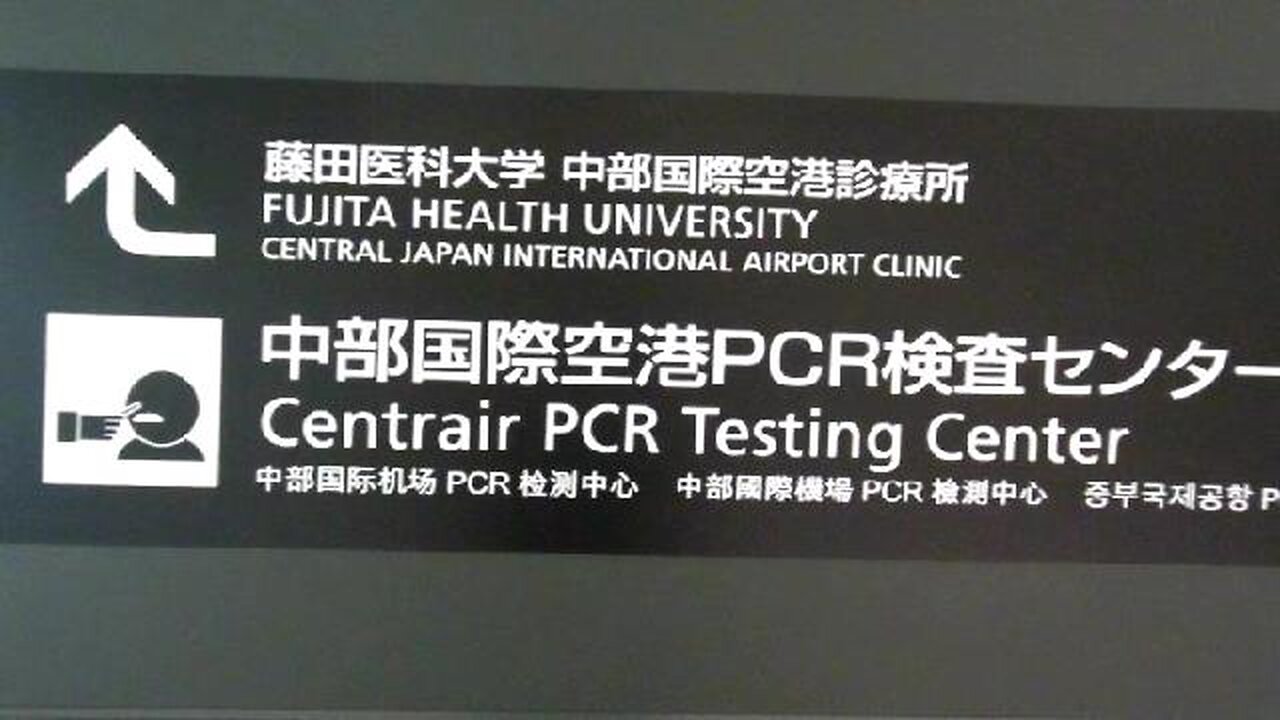 藤田医科大学 中部国際空港診療所
FUJITA HEALTH UNIVERSITY
CENTRAL JAPAN INTERNATIONAL AIRPORT CLINIC
中部国際空港PCR検査センター
Centrair PCR Testing Center
中部国际机场 PCR 检测中心 中部國際機場 PCR 檢測中心 중부국제공항 P